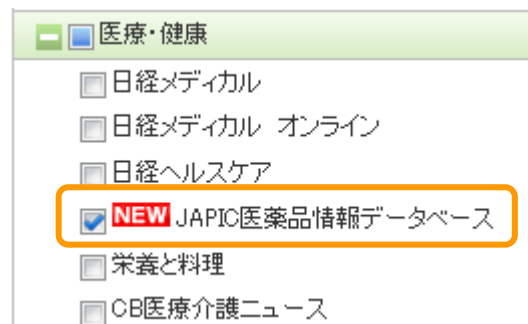 医療・健康
日経メディカル
日経メディカル オンライン
日経ヘルスケア
NEW JAPIC医薬品情報データベース
栄養と料理
CB医療介護ニュース